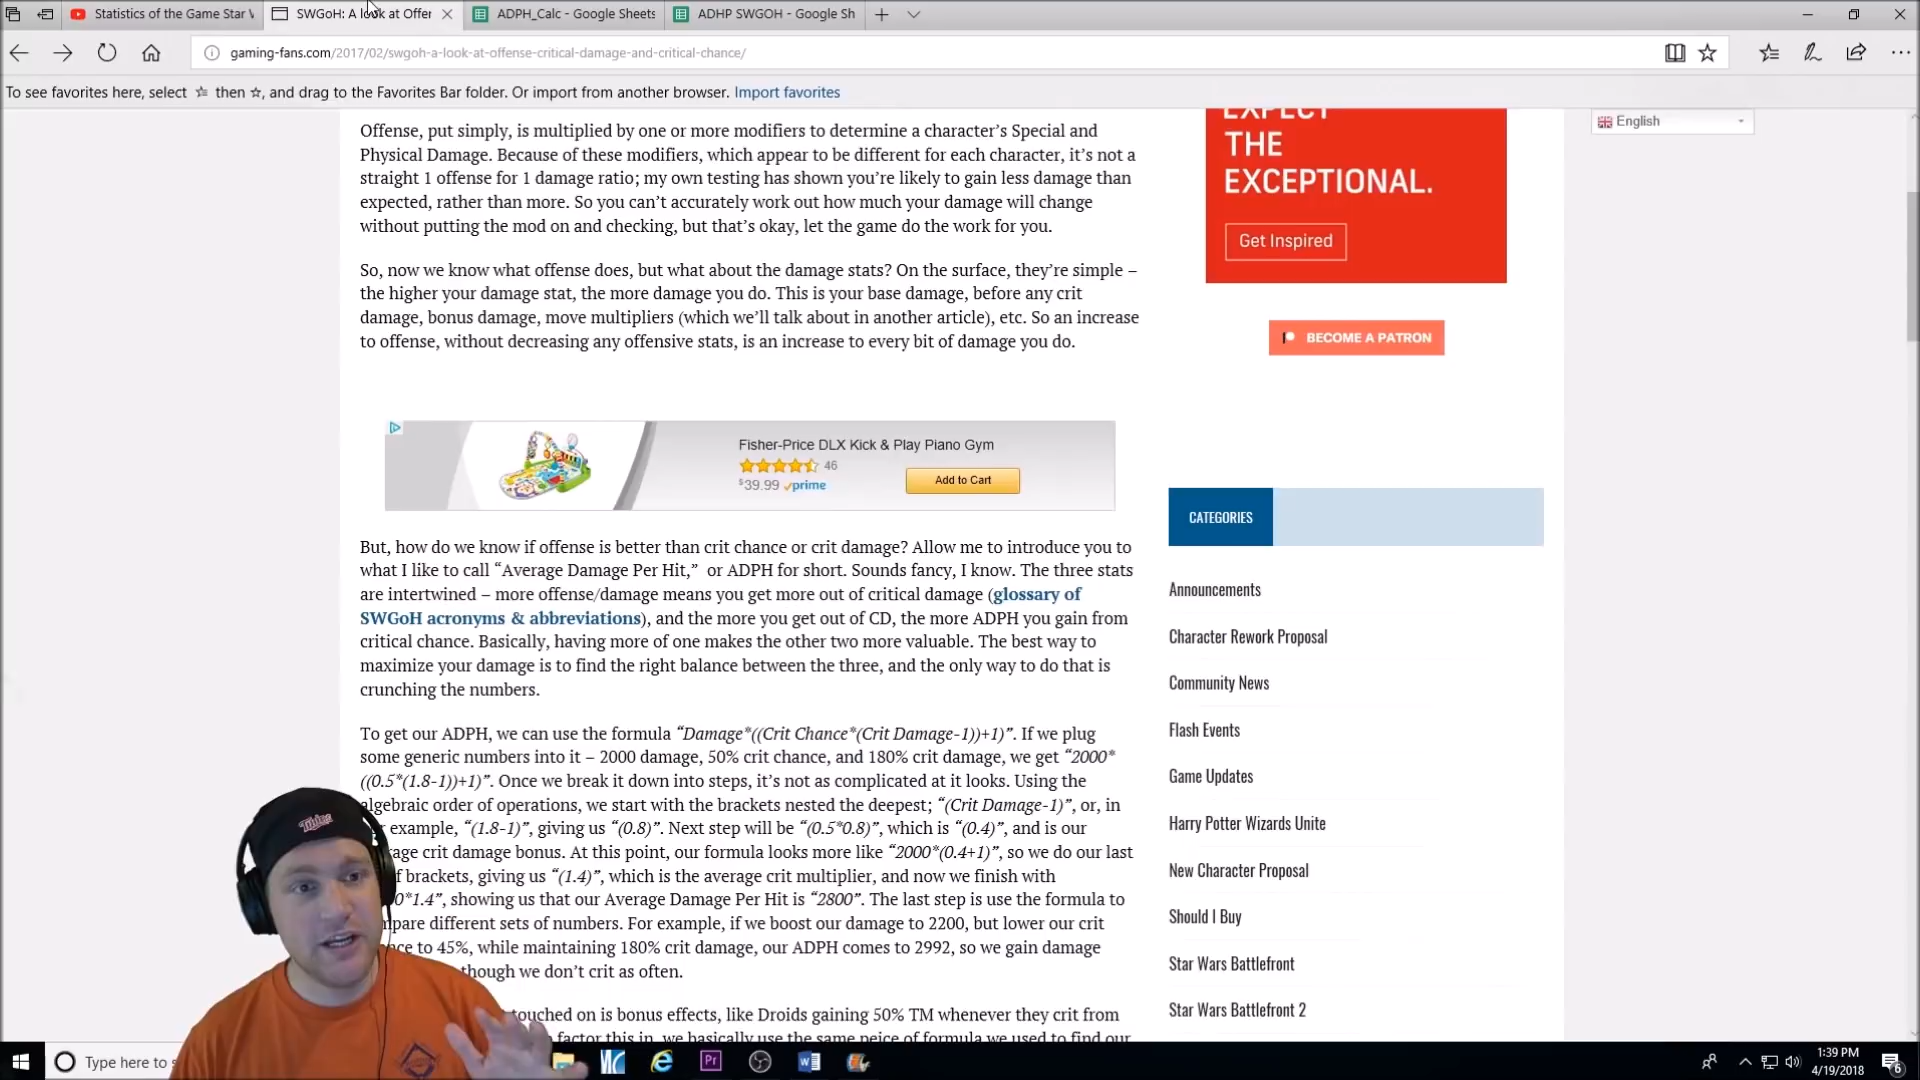 Statistics of the Game Star W
SWGoH: A look at Offer
ADPH_Calc - Google Sheets
ADHP SWGOH - Google Sh
gaming-fans.com/2017/02/swgoh-a-look-at-offense-critical-damage-and-critical-chance/
To see favorites here, select then ☆, and drag to the Favorites Bar folder. Or import from another browser. Import favorites
Offense, put simply, is multiplied by one or more modifiers to determine a character's Special and
Physical Damage. Because of these modifiers, which appear to be different for each character, it's not a
straight 1 offense for 1 damage ratio; my own testing has shown you're likely to gain less damage than
expected, rather than more. So you can't accurately work out how much your damage will change
without putting the mod on and checking, but that's okay, let the game do the work for you.
So, now we know what offense does, but what about the damage stats? On the surface, they're simple –
the higher your damage stat, the more damage you do. This is your base damage, before any crit
damage, bonus damage, move multipliers (which we'll talk about in another article), etc. So an increase
to offense, without decreasing any offensive stats, is an increase to every bit of damage you do.
Fisher-Price DLX Kick & Play Piano Gym
46
$39.99 prime
Add to Cart
But, how do we know if offense is better than crit chance or crit damage? Allow me to introduce you to
what I like to call “Average Damage Per Hit,” or ADPH for short. Sounds fancy, I know. The three stats
are intertwined – more offense/damage means you get more out of critical damage (glossary of
SWGoH acronyms & abbreviations), and the more you get out of CD, the more ADPH you gain from
critical chance. Basically, having more of one makes the other two more valuable. The best way to
maximize your damage is to find the right balance between the three, and the only way to do that is
crunching the numbers.
To get our ADPH, we can use the formula “Damage*((Crit Chance*(Crit Damage-1))+1)”. If we plug
some generic numbers into it – 2000 damage, 50% crit chance, and 180% crit damage, we get “2000*
((0.5*(1.8-1))+1)”. Once we break it down into steps, it's not as complicated at it looks. Using the
algebraic order of operations, we start with the brackets nested the deepest; “(Crit Damage-1)”, or, in
example, “(1.8-1)”, giving us “(0.8)”. Next step will be “(0.5*0.8)”, which is “(0.4)”, and is our
age crit damage bonus. At this point, our formula looks more like “2000*(0.4+1)”, so we do our last
f brackets, giving us “(1.4)”, which is the average crit multiplier, and now we finish with
0*1.4”, showing us that our Average Damage Per Hit is “2800”. The last step is use the formula to
mpare different sets of numbers. For example, if we boost our damage to 2200, but lower our crit
ce to 45%, while maintaining 180% crit damage, our ADPH comes to 2992, so we gain damage
though we don't crit as often.
touched on is bonus effects, like Droids gaining 50% TM whenever they crit from
factor this in, we basically use the same peice of formula we used to find our
EXPECT
THE
EXCEPTIONAL.
Get Inspired
BECOME A PATRON
CATEGORIES
Announcements
Character Rework Proposal
Community News
Flash Events
Game Updates
Harry Potter Wizards Unite
New Character Proposal
Should I Buy
Star Wars Battlefront
Star Wars Battlefront 2
English
Type here to s
Pr
1:39 PM
4/19/2018
6